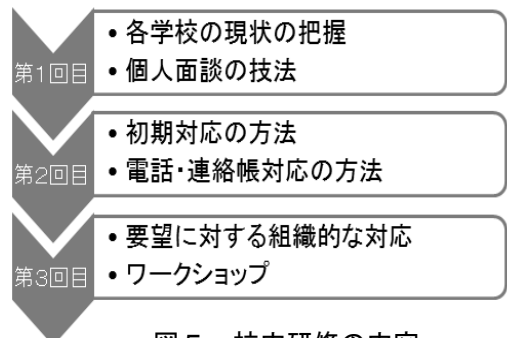 • 各学校の現状の把握
第1回目 • 個人面談の技法
• 初期対応の方法
第2回目 • 電話・連絡帳対応の方法
• 要望に対する組織的な対応
第3回目 • ワークショップ